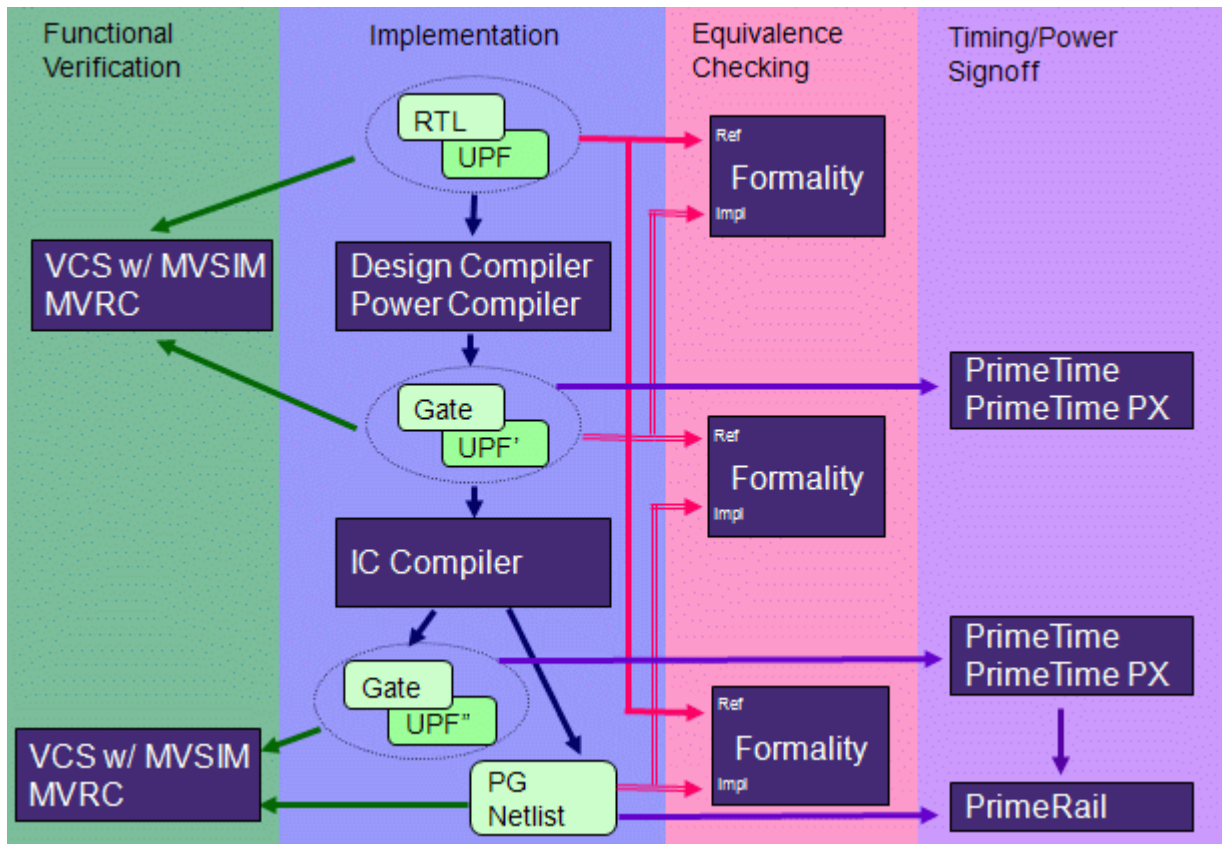 Functional
Verification
Implementation
Equivalence
Checking
Timing/Power
Signoff
RTL
UPF
Ref
Formality
Impl
VCS w/ MVSIM
MVRC
Design Compiler
Power Compiler
PrimeTime
PrimeTime PX
Gate
UPF’
Ref
Formality
Impl
IC Compiler
PrimeTime
PrimeTime PX
Gate
UPF”
Ref
Formality
Impl
VCS w/ MVSIM
MVRC
PG
Netlist
PrimeRail